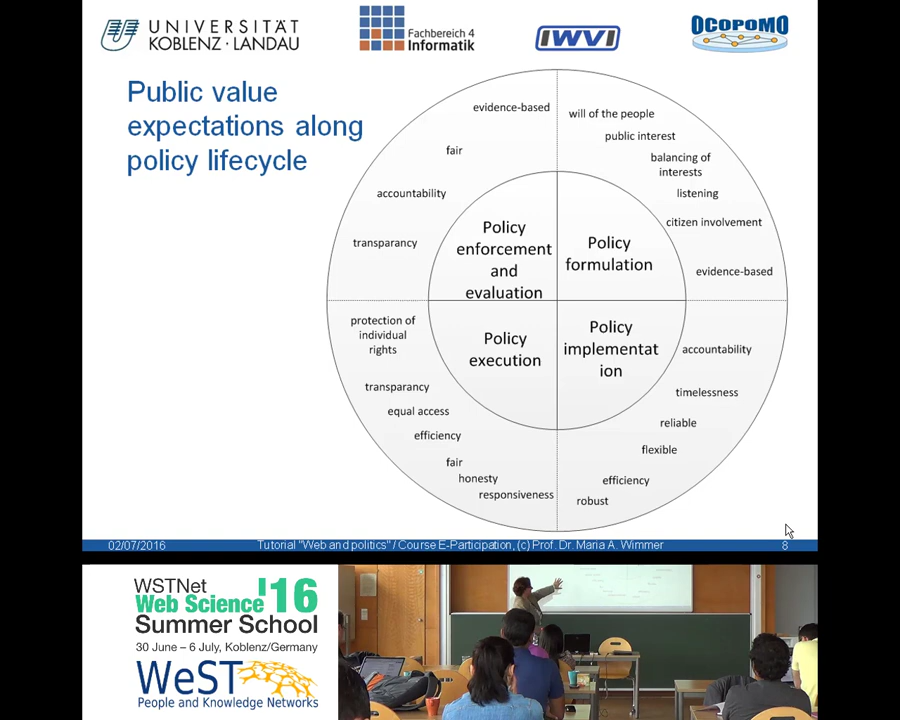 UNIVERSITÄT
KOBLENZ · LANDAU
Fachbereich 4
Informatik
IWVI
OCOPOMO
Public value
expectations along
policy lifecycle
evidence-based
fair
accountability
transparancy
will of the people
public interest
balancing of
interests
listening
citizen involvement
evidence-based
Policy
enforcement
and
evaluation
Policy
formulation
Policy
execution
Policy
implementat
ion
protection of
individual
rights
transparency
equal access
efficiency
fair
honesty
responsiveness
accountability
timelessness
reliable
flexible
efficiency
robust
02/07/2016
Tutorial "Web and politics" / Course E-Participation, (c) Prof. Dr. Maria A. Wimmer
8
WSTNet
Web Science '16
Summer School
30 June – 6 July, Koblenz/Germany
WeST
People and Knowledge Networks